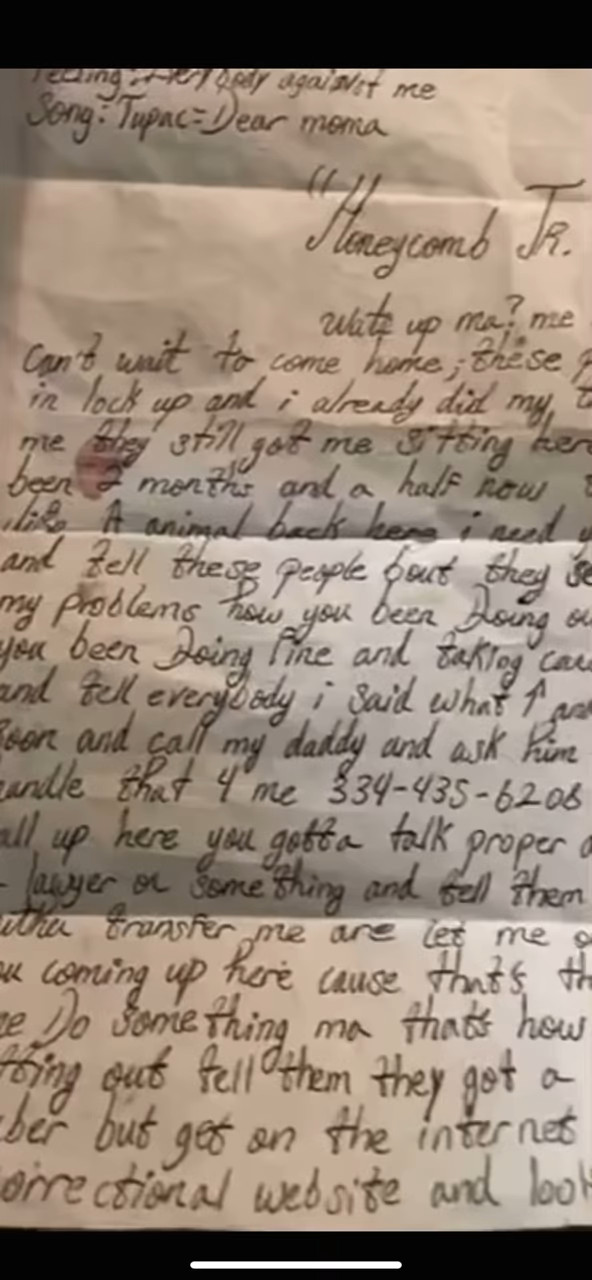 Feeling: Everybody against me
Song: Tupac = Dear moma
"Honeycomb Jr.
Watz up ma? me
Can't wait to come home; these
in lock up and i already did my
me they still got me sitting here
been 2 months and a half now
like A animal back here i need
and tell these people bout they
my problems how you been Doing
you been Doing fine and takIng
and tell everybody i said what ↑
Soon and call my daddy and ask him
handle that 4 me 334-435-6208
all up here you gotta talk proper
lawyer or something and tell them
transfer me are let me
coming up here cause that's
Do something ma thats how
out tell them they got a
but get on the internet
correctional website and look